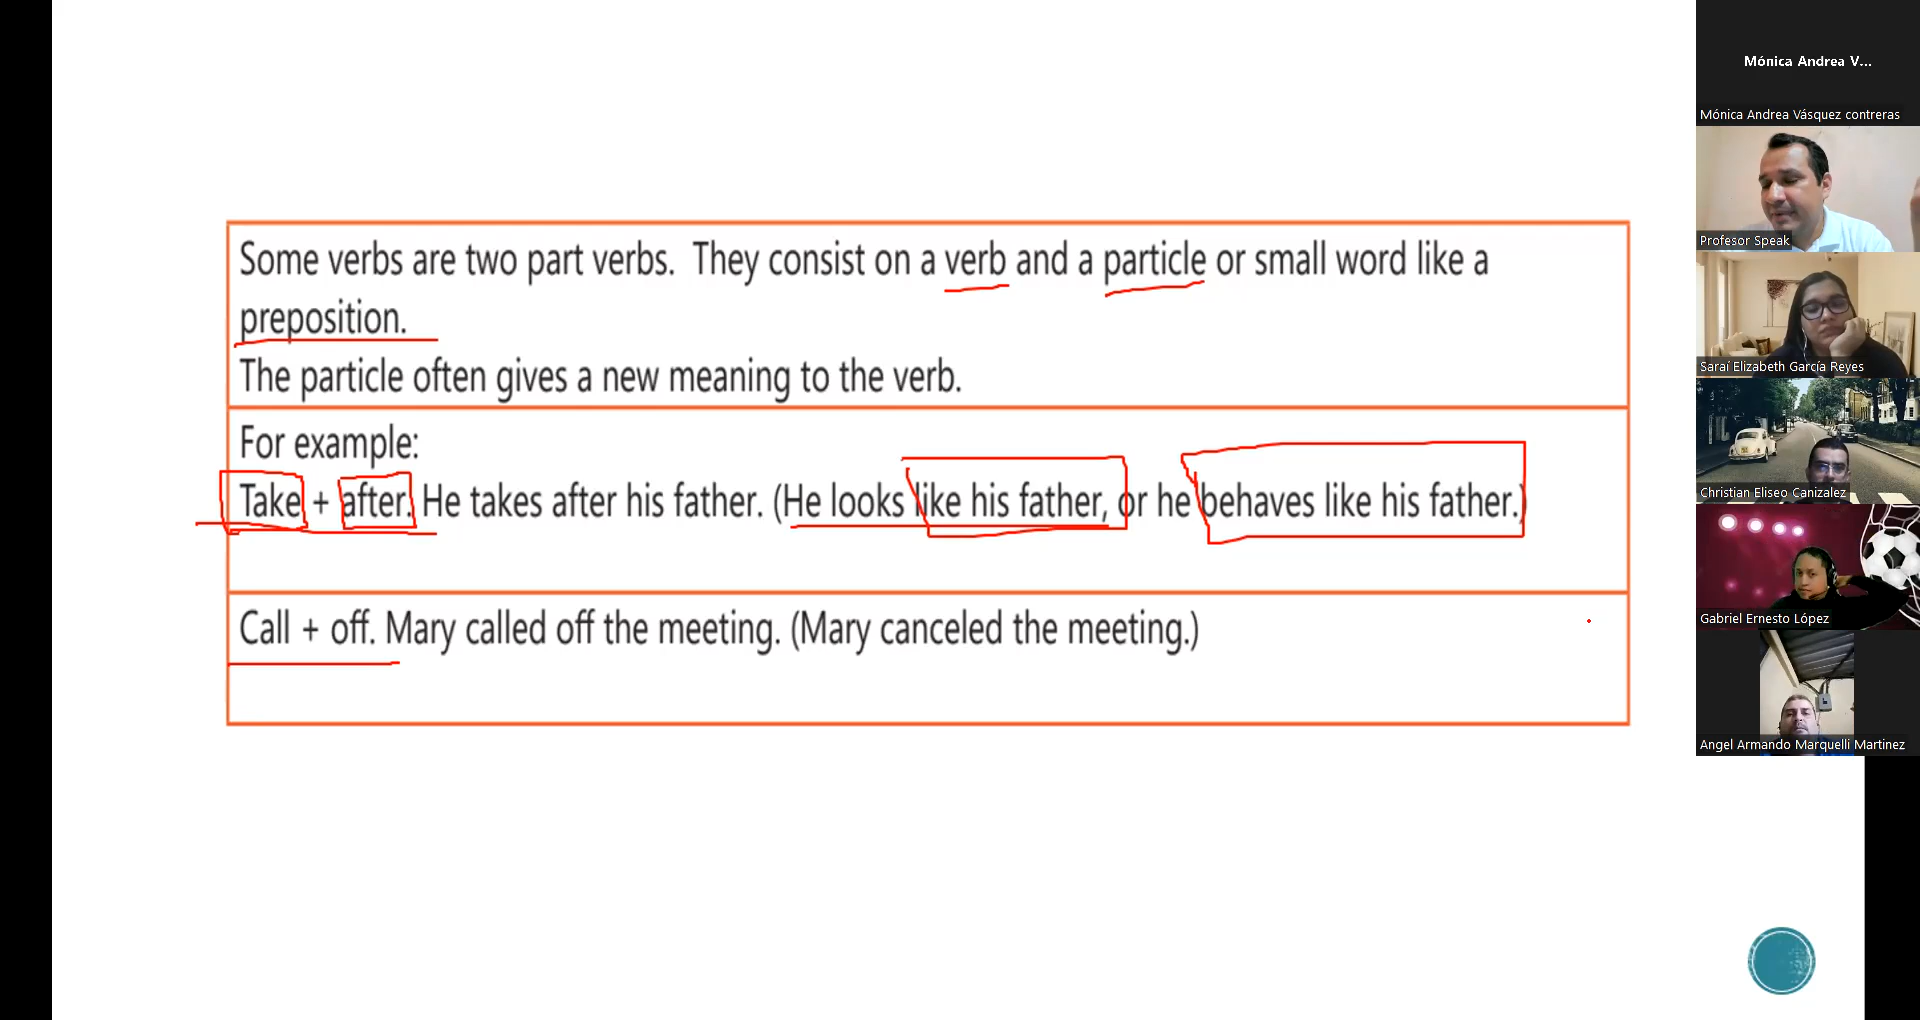 Some verbs are two part verbs. They consist on a verb and a particle or small word like a
preposition.
The particle often gives a new meaning to the verb.
For example:
Take + after. He takes after his father. (He looks like his father, or he behaves like his father.)
Call + off. Mary called off the meeting. (Mary canceled the meeting.)
Mónica Andrea V...
Mónica Andrea Vásquez contreras
Profesor Speak
Saraí Elizabeth García Reyes
Christian Eliseo Canizalez
Gabriel Ernesto López
Angel Armando Marquelli Martinez